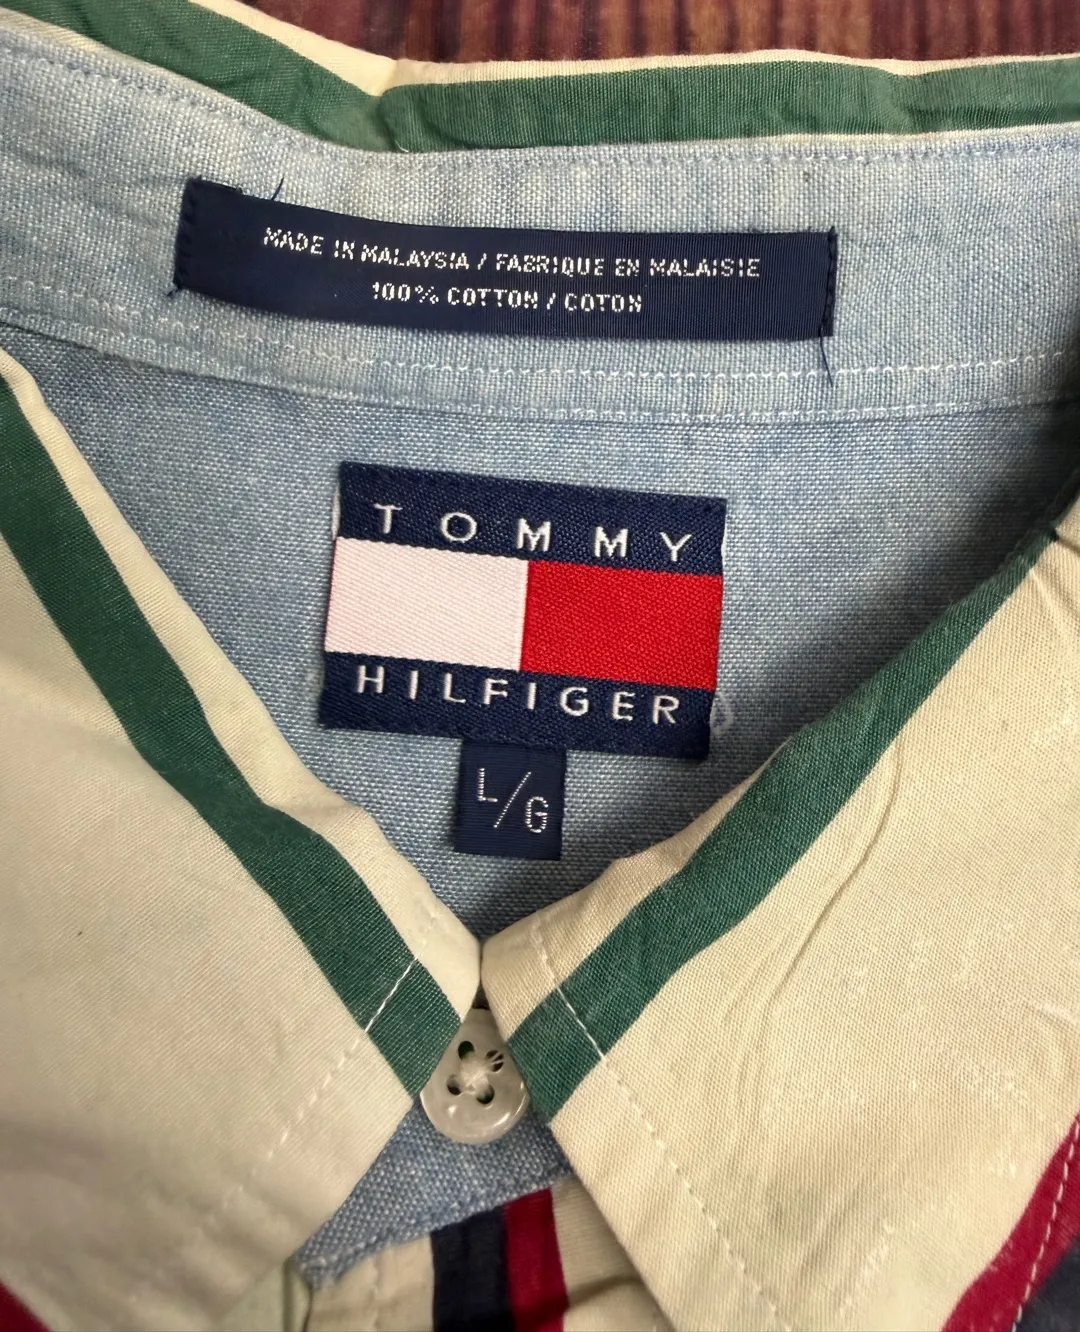 MADE IN MALAYSIA / FABRIQUE EN MALAISIE
100% COTTON / COTON
TOMMY
HILFIGER
L/G